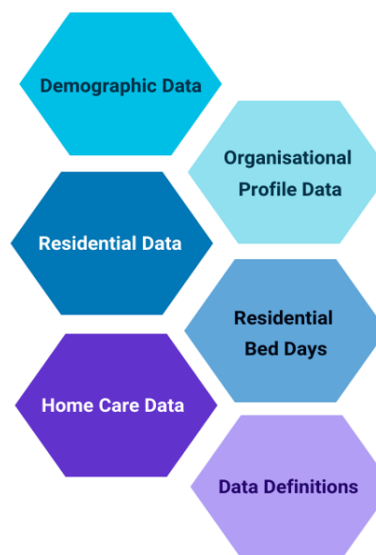 Demographic Data
Organisational
Profile Data
Residential Data
Residential
Bed Days
Home Care Data
Data Definitions